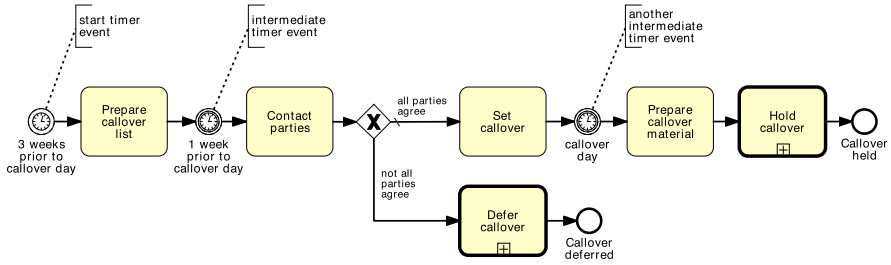 start timer
event
intermediate
timer event
another
intermediate
timer event
3 weeks
prior to
callover day
Prepare
callover
list
1 week
prior to
callover day
Contact
parties
X
all parties
agree
Set
callover
callover
day
Prepare
callover
material
Hold
callover
Callover
held
not all
parties
agree
Defer
callover
Callover
deferred